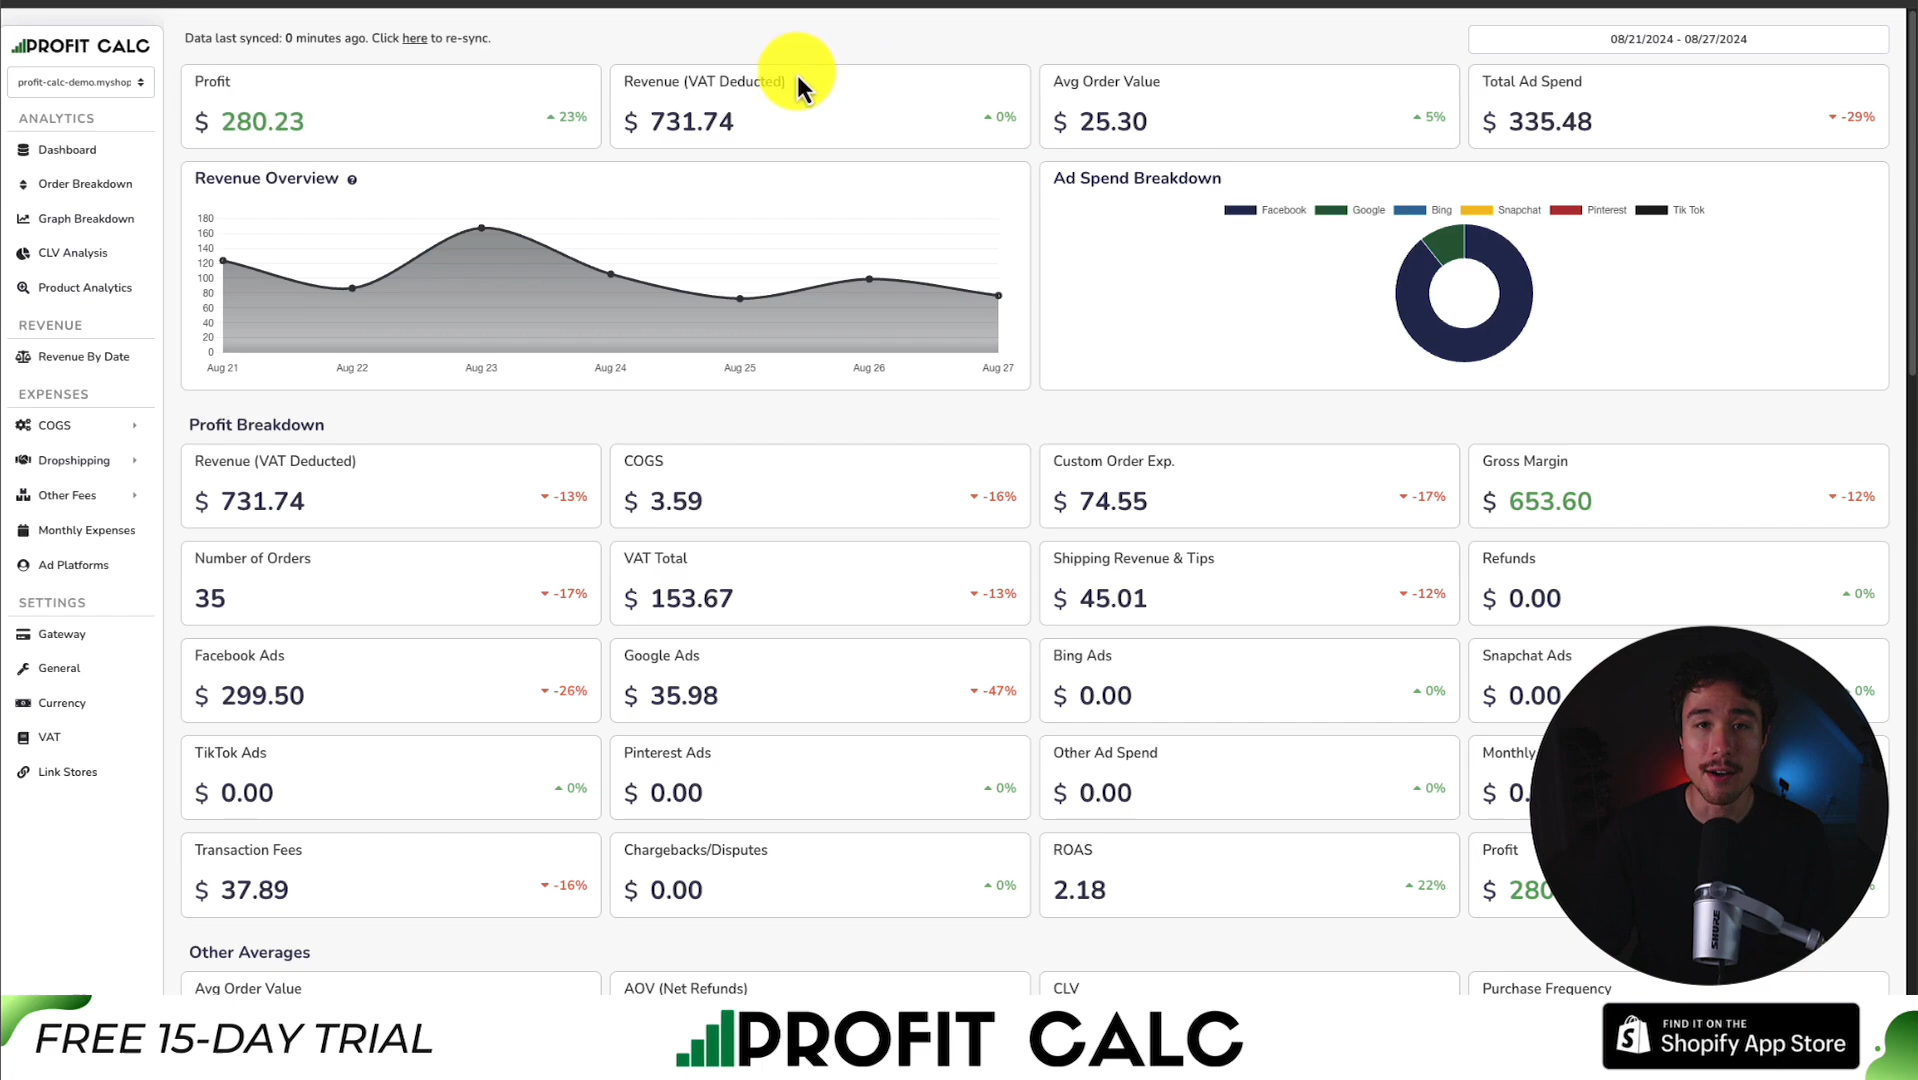 PROFIT CALC
Data last synced: 0 minutes ago. Click here to re-sync.
08/21/2024 - 08/27/2024
profit-calc-demo.myshop
ANALYTICS
Dashboard
Order Breakdown
Graph Breakdown
CLV Analysis
Product Analytics
REVENUE
Revenue By Date
EXPENSES
COGS
Dropshipping
Other Fees
Monthly Expenses
Ad Platforms
SETTINGS
Gateway
General
Currency
VAT
Link Stores
Profit
$ 280.23
23%
Revenue (VAT Deducted)
$ 731.74
0%
Avg Order Value
$ 25.30
5%
Total Ad Spend
$ 335.48
-29%
Revenue Overview
180
160
140
120
100
80
60
40
20
0
Aug 21 Aug 22 Aug 23 Aug 24 Aug 25 Aug 26 Aug 27
Ad Spend Breakdown
Facebook Google Bing Snapchat Pinterest Tik Tok
Profit Breakdown
Revenue (VAT Deducted)
$ 731.74
-13%
COGS
$ 3.59
-16%
Custom Order Exp.
$ 74.55
-17%
Gross Margin
$ 653.60
-12%
Number of Orders
35
-17%
VAT Total
$ 153.67
-13%
Shipping Revenue & Tips
$ 45.01
-12%
Refunds
$ 0.00
0%
Facebook Ads
$ 299.50
-26%
Google Ads
$ 35.98
-47%
Bing Ads
$ 0.00
0%
Snapchat Ads
$ 0.00
0%
TikTok Ads
$ 0.00
0%
Pinterest Ads
$ 0.00
0%
Other Ad Spend
$ 0.00
0%
Monthly
$ 0.
Transaction Fees
$ 37.89
-16%
Chargebacks/Disputes
$ 0.00
0%
ROAS
2.18
22%
Profit
$ 280
SHURE
Other Averages
Avg Order Value
AOV (Net Refunds)
CLV
Purchase Frequency
FREE 15-DAY TRIAL
PROFIT CALC
FIND IT ON THE
Shopify App Store